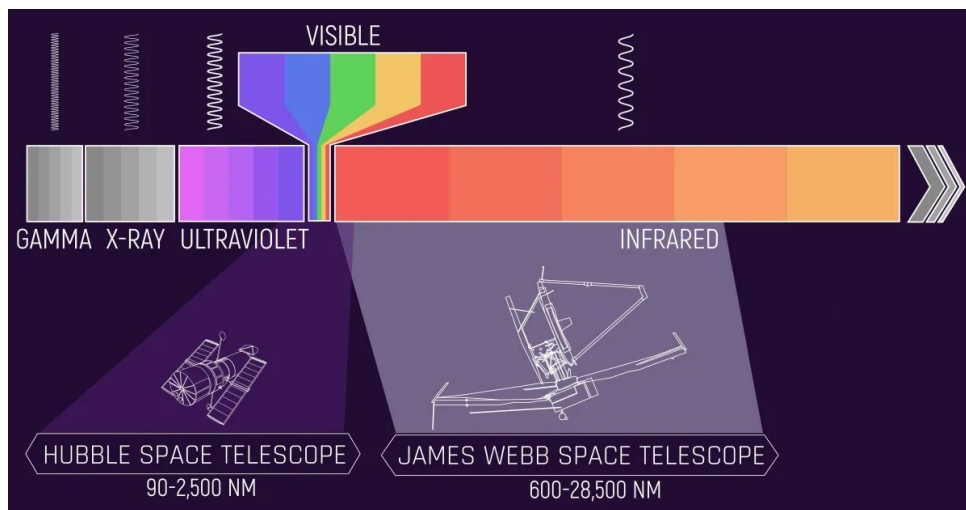 VISIBLE
GAMMA X-RAY ULTRAVIOLET INFRARED
HUBBLE SPACE TELESCOPE
90-2,500 NM
JAMES WEBB SPACE TELESCOPE
600-28,500 NM